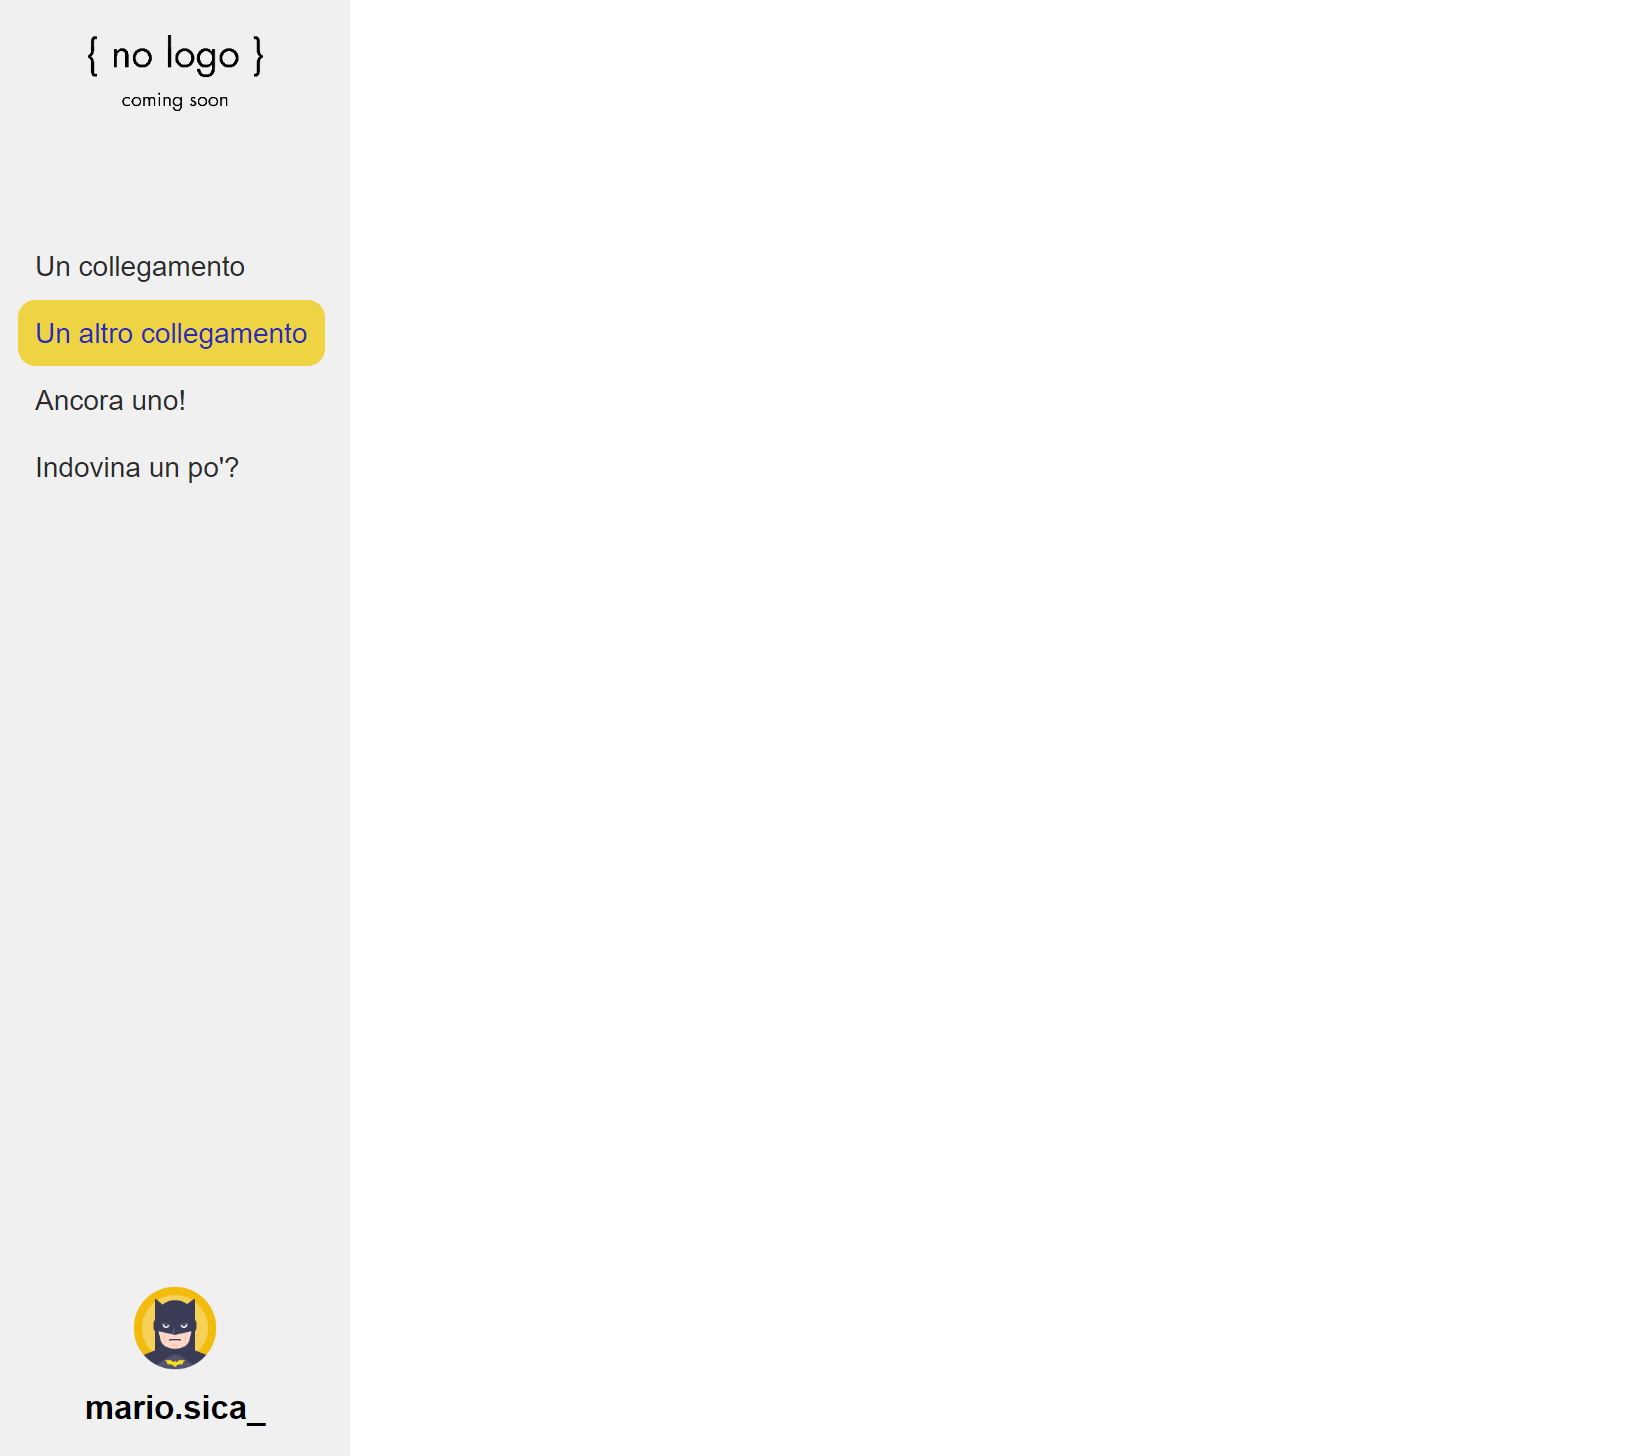 { no logo }
coming soon
Un collegamento
Un altro collegamento
Ancora uno!
Indovina un po'?
mario.sica_